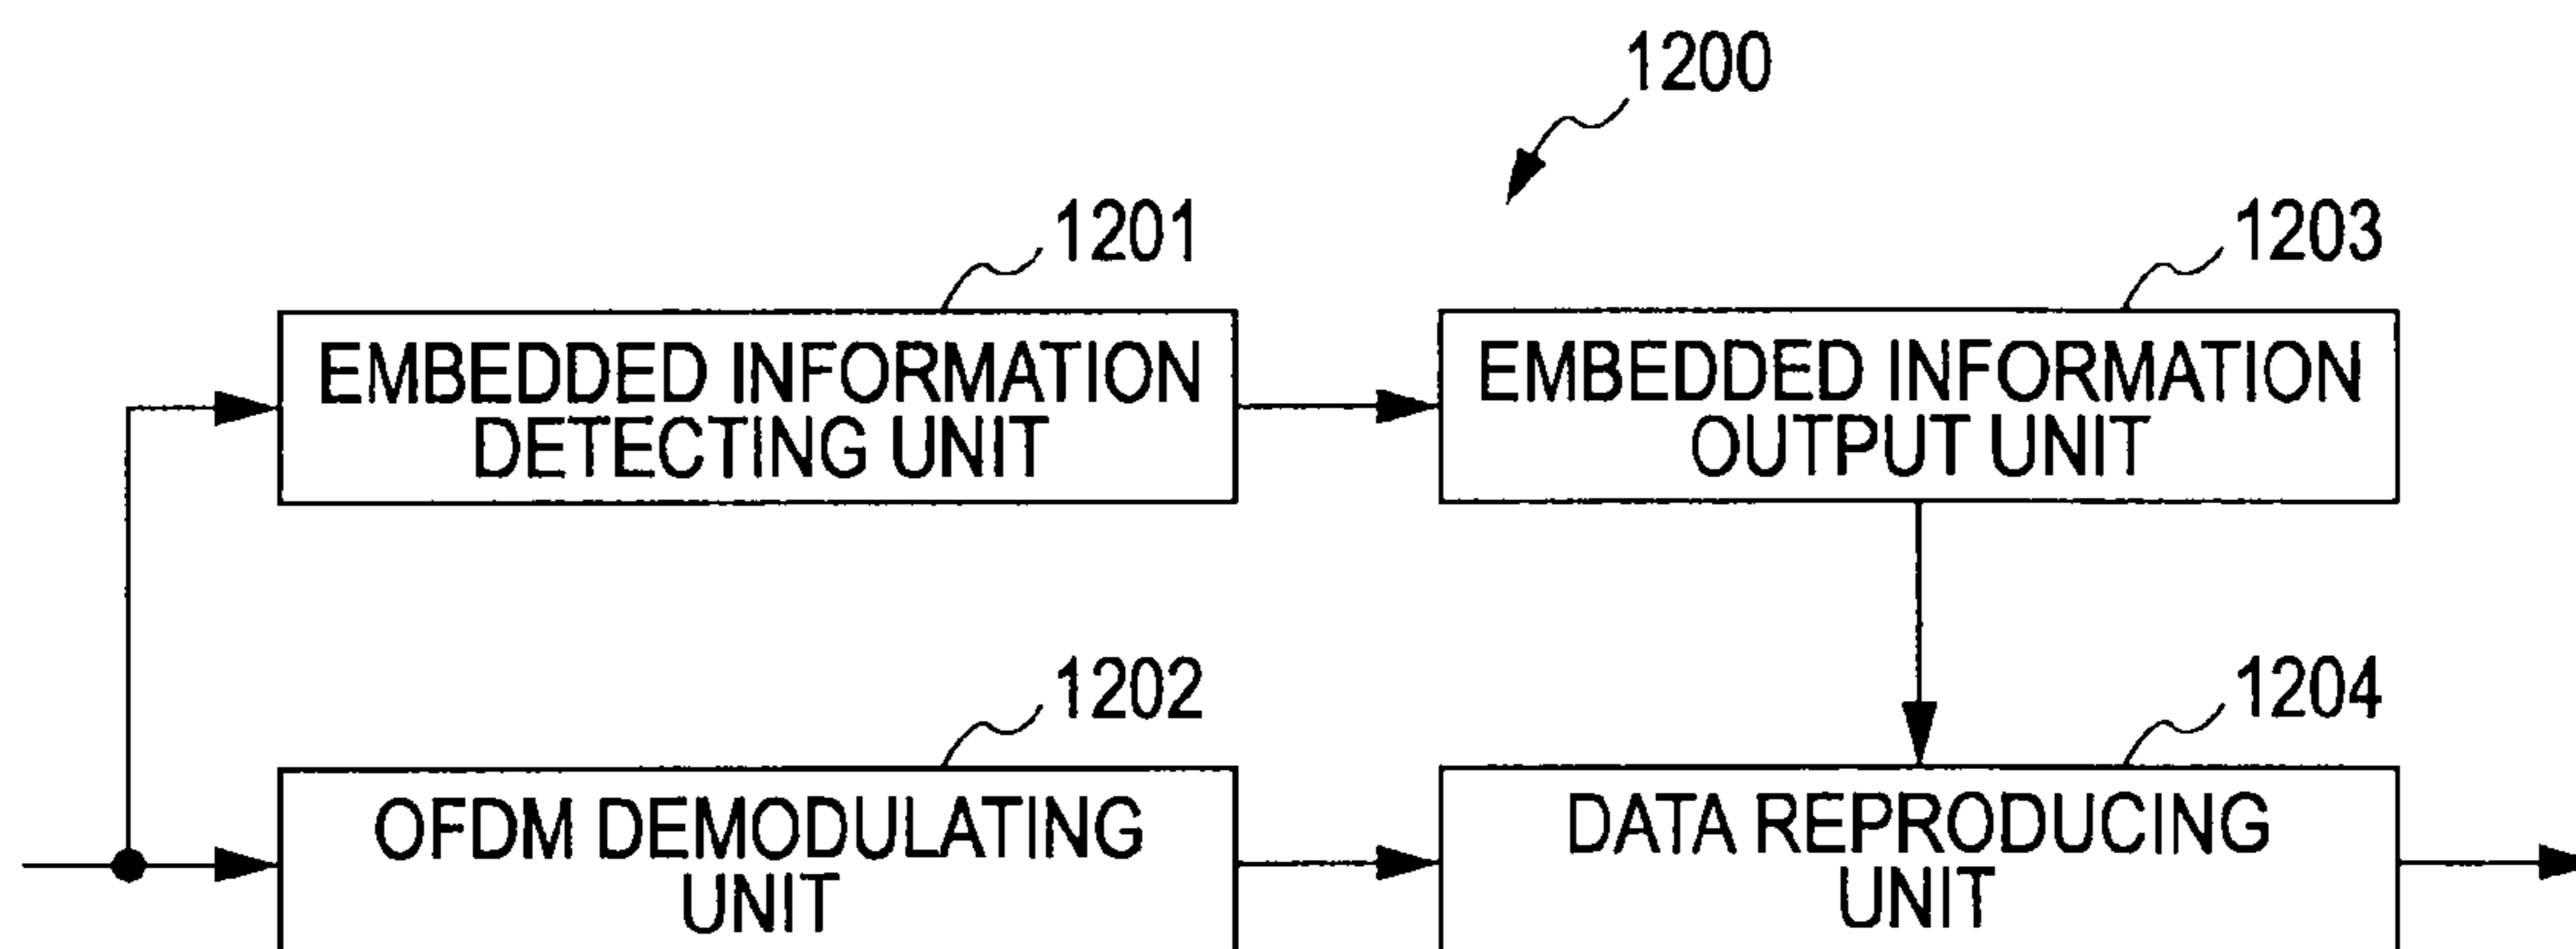 1200
1201
1203
EMBEDDED INFORMATION
DETECTING UNIT
EMBEDDED INFORMATION
OUTPUT UNIT
1202
1204
OFDM DEMODULATING
UNIT
DATA REPRODUCING
UNIT